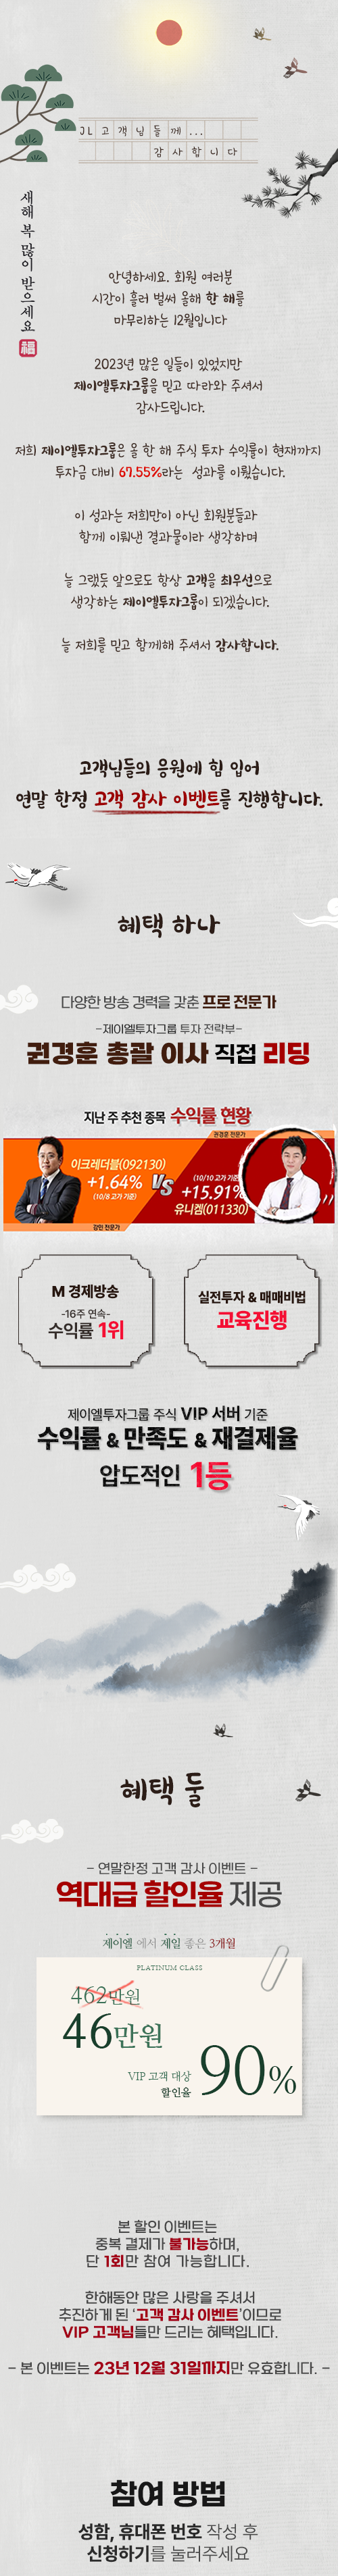 JL 고객님들께...
감사합니다
새해 복 많이 받으세요
福
안녕하세요. 회원 여러분
시간이 흘러 벌써 올해 한 해를
마무리하는 12월입니다
2023년 많은 일들이 있었지만
제이엘투자그룹을 믿고 따라와 주셔서
감사드립니다.
저희 제이엘투자그룹은 올 한 해 주식 투자 수익률이 현재까지
투자금 대비 67.55%라는 성과를 이뤘습니다.
이 성과는 저희만이 아닌 회원분들과
함께 이뤄낸 결과물이라 생각하며
늘 그랬듯 앞으로도 항상 고객을 최우선으로
생각하는 제이엘투자그룹이 되겠습니다.
늘 저희를 믿고 함께해 주셔서 감사합니다.
고객님들의 응원에 힘 입어
연말 한정 고객 감사 이벤트를 진행합니다.
혜택 하나
다양한 방송 경력을 갖춘 프로 전문가
-제이엘투자그룹 투자 전략부-
권경훈 총괄 이사 직접 리딩
지난 주 추천 종목 수익률 현황
권경훈 전문가
이크레더블(092130)
+1.64%
(10/8 고가 기준)
VS
(10/10 고가 기준)
+15.91%
유니켐(011330)
강민 전문가
M 경제방송
-16주 연속-
수익률 1위
실전투자 & 매매비법
교육진행
제이엘투자그룹 주식 VIP 서버 기준
수익률 & 만족도 & 재결제율
압도적인 1등
혜택 둘
- 연말한정 고객 감사 이벤트 -
역대급 할인율 제공
제이엘 에서 제일 좋은 3개월
PLATINUM CLASS
462만원
46만원
VIP 고객 대상
할인율
90%
본 할인 이벤트는
중복 결제가 불가능하며,
단 1회만 참여 가능합니다.
한해동안 많은 사랑을 주셔서
추진하게 된 '고객 감사 이벤트'이므로
VIP 고객님들만 드리는 혜택입니다.
- 본 이벤트는 23년 12월 31일까지만 유효합니다. -
참여 방법
성함, 휴대폰 번호 작성 후
신청하기를 눌러주세요